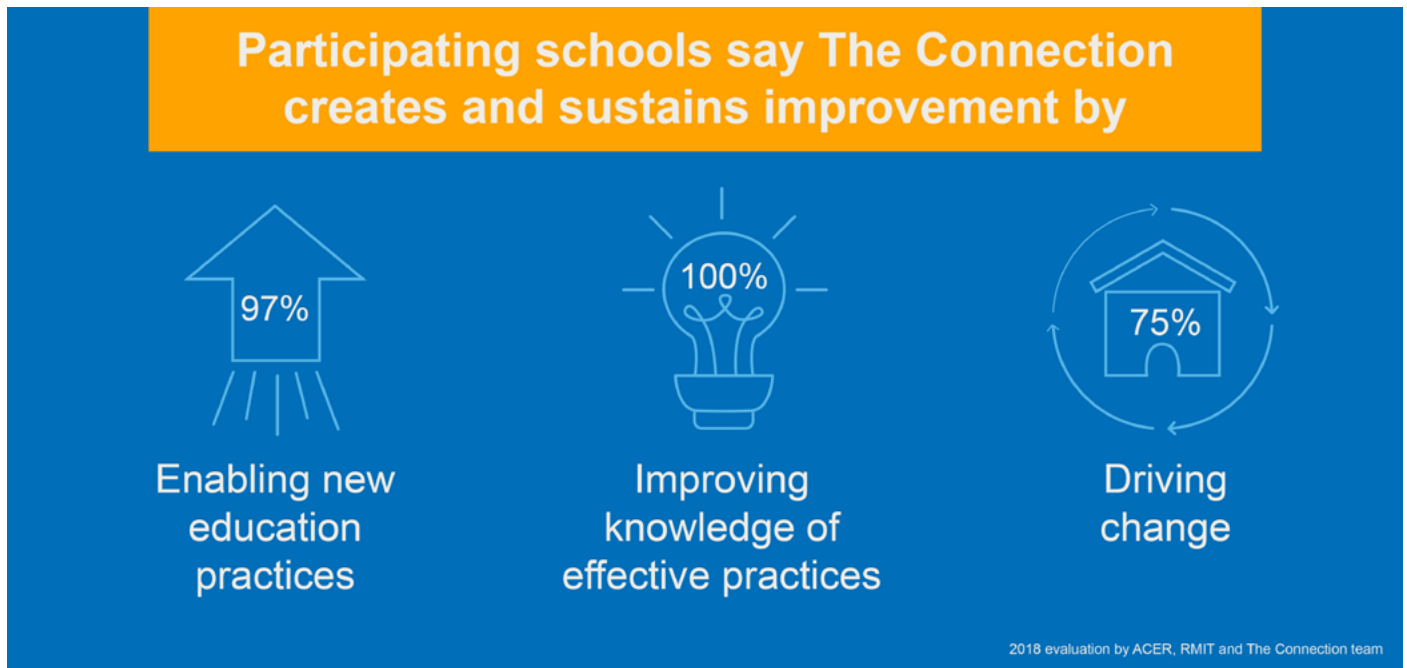 Participating schools say The Connection
creates and sustains improvement by
97%
Enabling new
education
practices
100%
Improving
knowledge of
effective practices
75%
Driving
change
2018 evaluation by ACER, RMIT and The Connection team